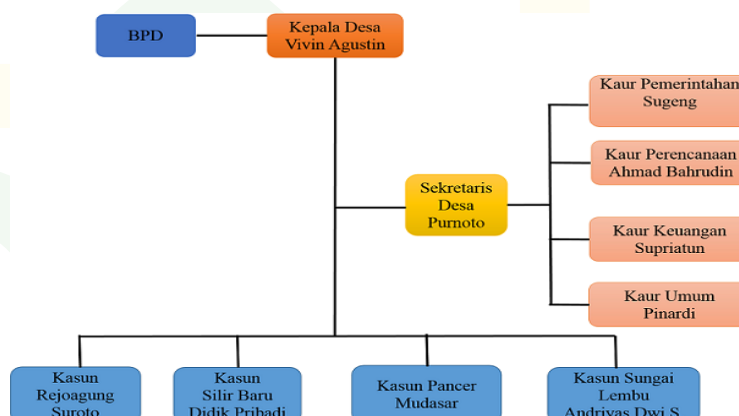 BPD
Kepala Desa
Vivin Agustin
Kaur Pemerintahan
Sugeng
Kaur Perencanaan
Ahmad Bahrudin
Sekretaris
Desa
Purnoto
Kaur Keuangan
Supriatun
Kaur Umum
Pinardi
Kasun
Rejoagung
Suroto
Kasun
Silir Baru
Didik Pribadi
Kasun Pancer
Mudasar
Kasun Sungai
Lembu
Andriyas Dwi S